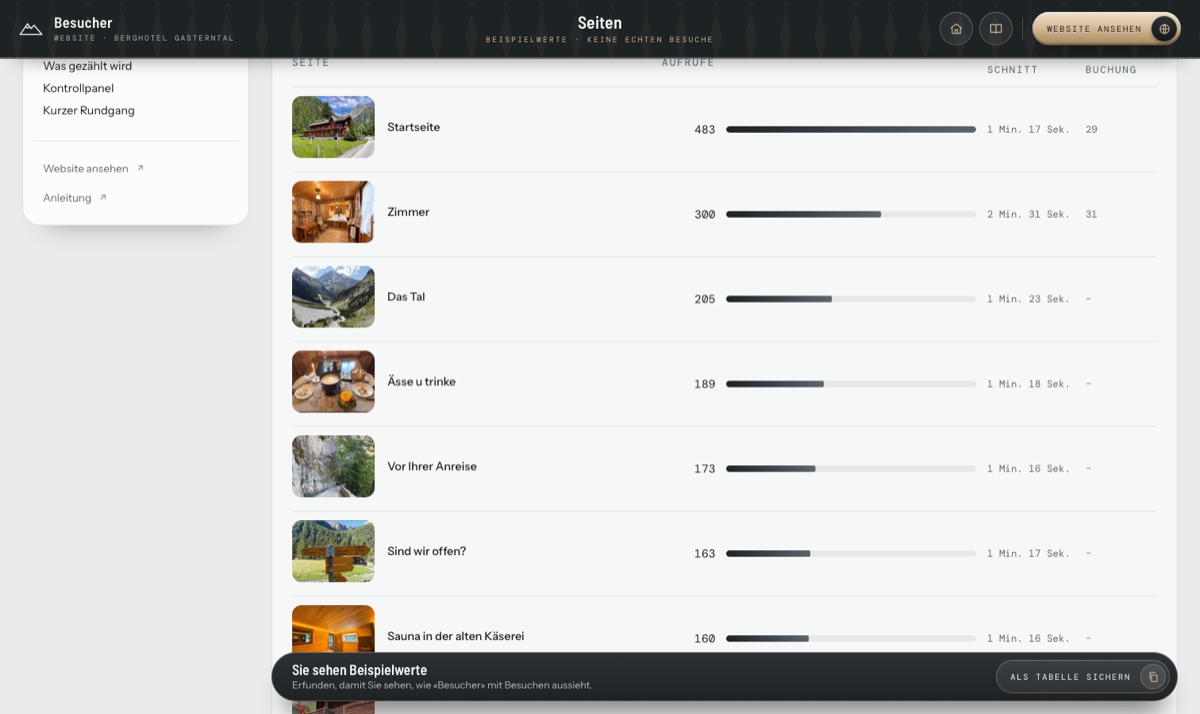 Besucher
WEBSITE · BERGHOTEL GASTERNTAL
Seiten
BEISPIELWERTE · KEINE ECHTEN BESUCHE
WEBSITE ANSEHEN
Was gezählt wird
Kontrollpanel
Kurzer Rundgang
Website ansehen ↗
Anleitung ↗
SEITE AUFRUFE SCHNITT BUCHUNG
Startseite 483 1 Min. 17 Sek. 29
Zimmer 300 2 Min. 31 Sek. 31
Das Tal 205 1 Min. 23 Sek. –
Ässe u trinke 189 1 Min. 18 Sek. –
Vor Ihrer Anreise 173 1 Min. 16 Sek. –
Sind wir offen? 163 1 Min. 17 Sek. –
Sauna in der alten Käserei 160 1 Min. 16 Sek. –
Sie sehen Beispielwerte
Erfunden, damit Sie sehen, wie «Besucher» mit Besuchen aussieht.
ALS TABELLE SICHERN